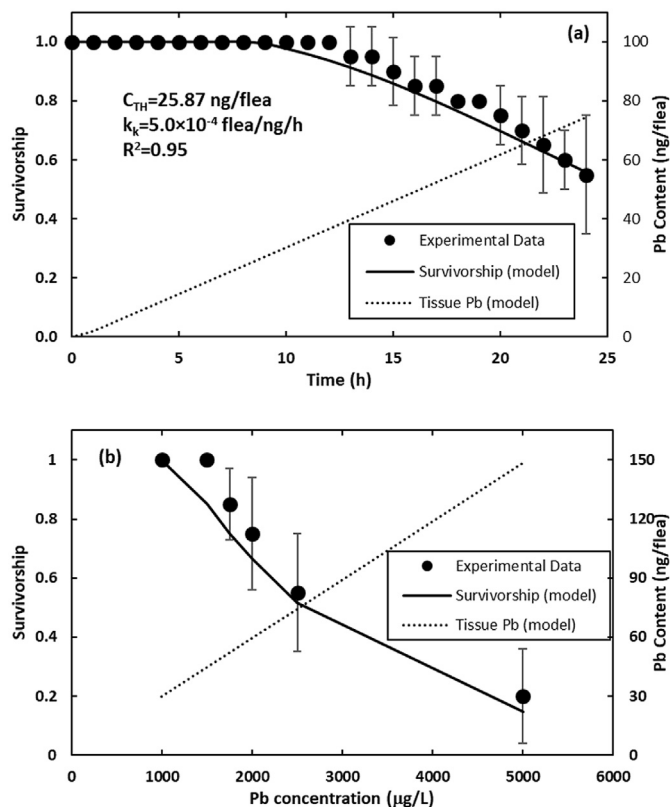 (a)
1.0
0.8
0.6
0.4
0.2
0.0
Survivorship
100
80
60
40
20
0
Pb Content (ng/flea)
C_TH=25.87 ng/flea
k_k=5.0×10⁻⁴ flea/ng/h
R²=0.95
Experimental Data
Survivorship (model)
Tissue Pb (model)
0 5 10 15 20 25
Time (h)
(b)
1
0.8
0.6
0.4
0.2
0
Survivorship
150
120
90
60
30
0
Pb Content (ng/flea)
Experimental Data
Survivorship (model)
Tissue Pb (model)
0 1000 2000 3000 4000 5000 6000
Pb concentration (µg/L)